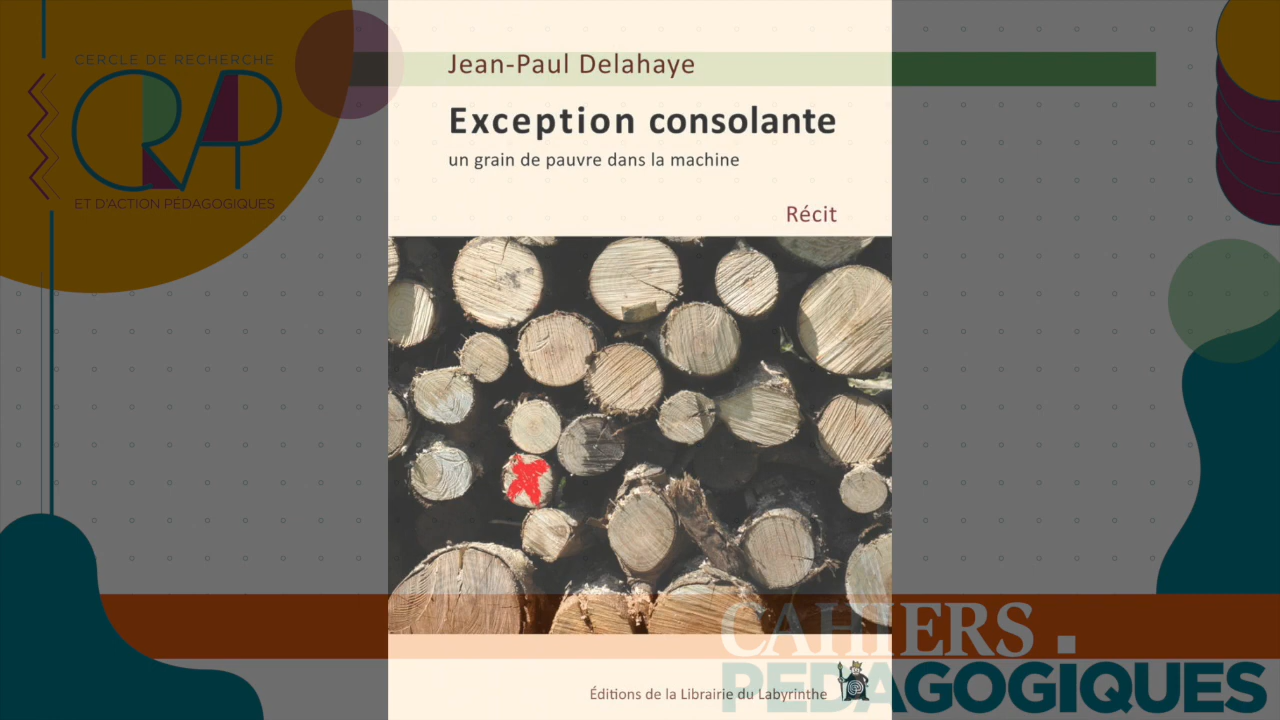 CERCLE DE RECHERCHE
CRAP
ET D'ACTION PÉDAGOGIQUES
Jean-Paul Delahaye
Exception consolante
un grain de pauvre dans la machine
Récit
Éditions de la Librairie du Labyrinthe
CAHIERS
PEDAGOGIQUES